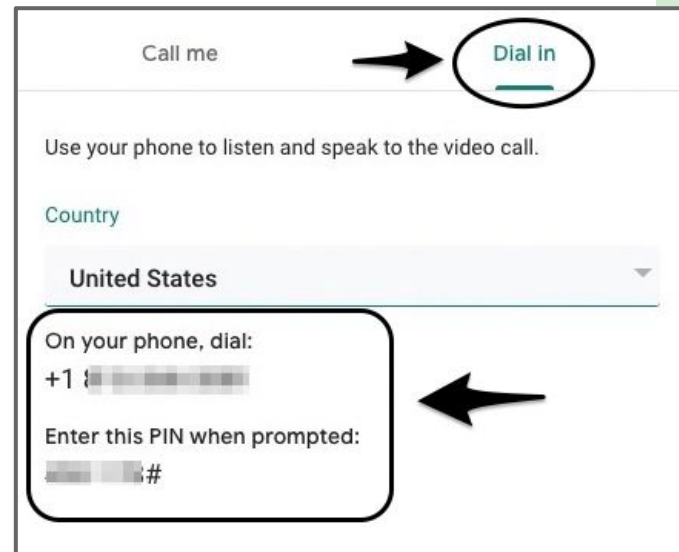 Call me
Dial in
Use your phone to listen and speak to the video call.
Country
United States
On your phone, dial:
+1
Enter this PIN when prompted:
#